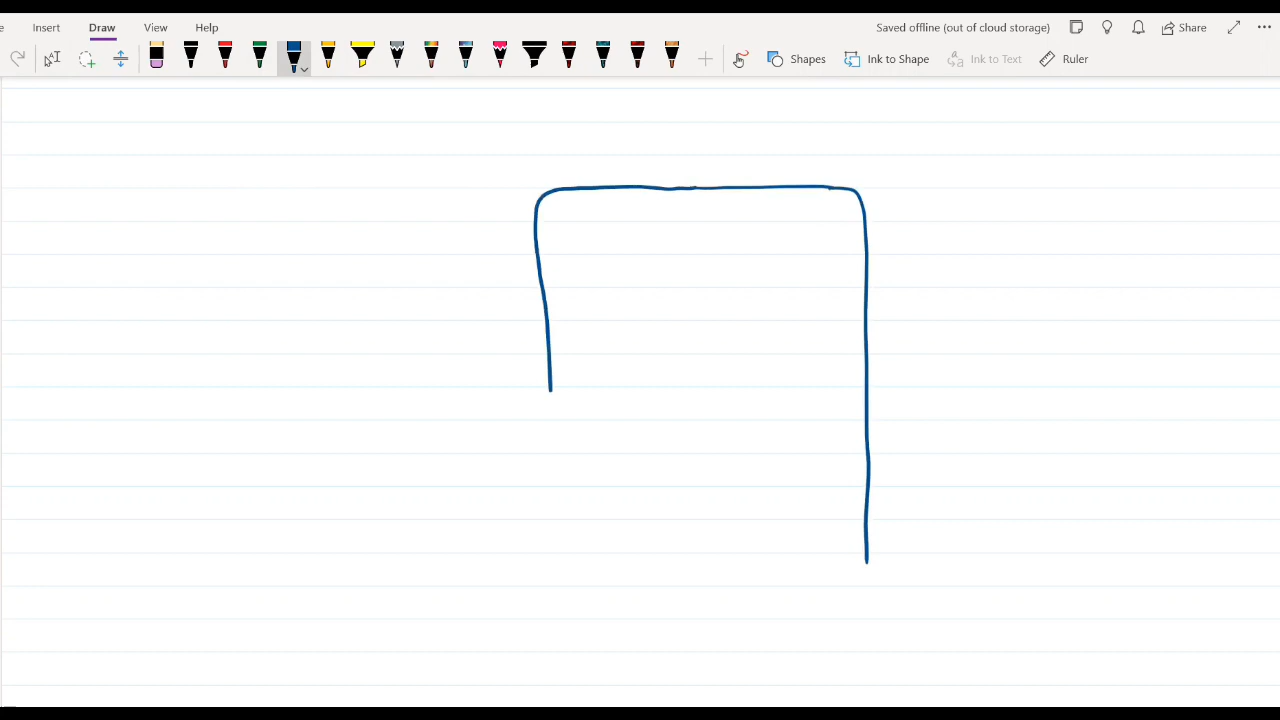 Insert Draw View Help Saved offline (out of cloud storage) Share
Shapes Ink to Shape Ink to Text Ruler